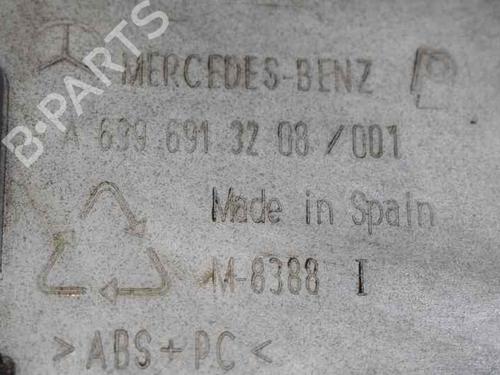 MERCEDES-BENZ
A 639 691 32 08/001
Made in Spain
M-8388 I
>ABS+PC<
B-PARTS